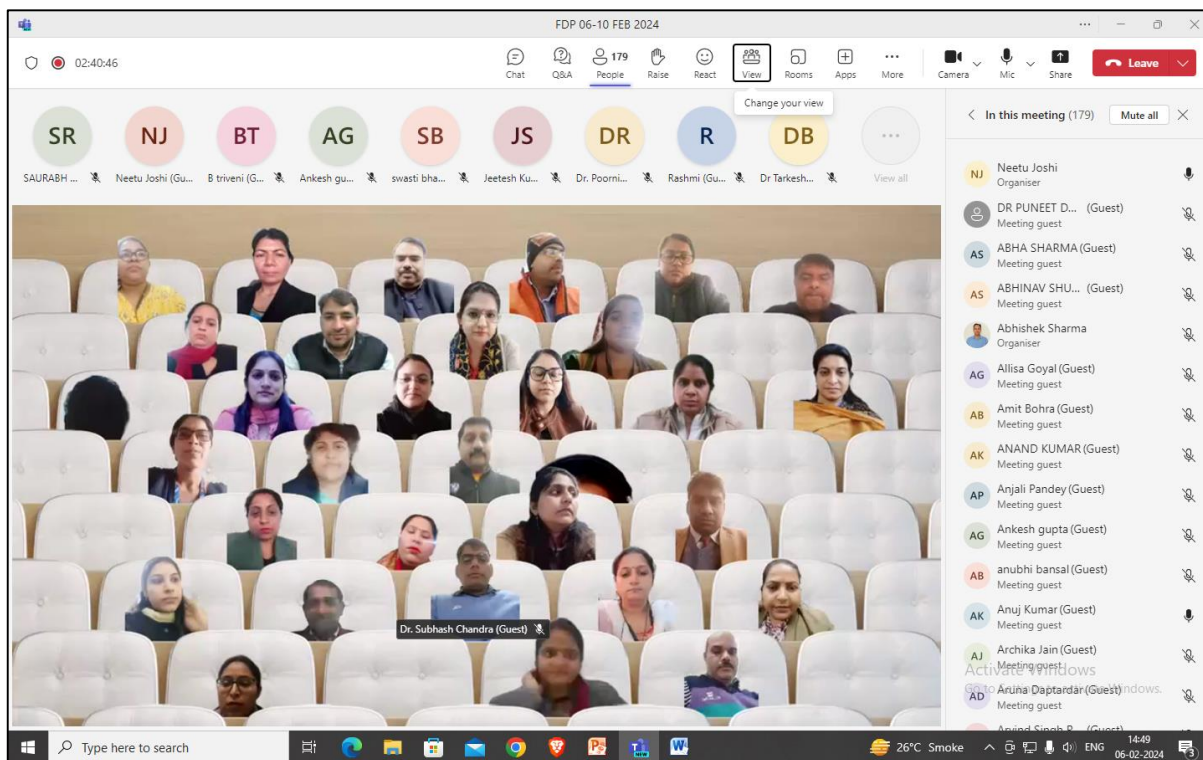 FDP 06-10 FEB 2024
02:40:46
Chat
Q&A
179
People
Raise
React
View
Rooms
Apps
More
Camera
Mic
Share
Leave
Change your view
SR
NJ
BT
AG
SB
JS
DR
R
DB
SAURABH ...
Neetu Joshi (Gu...
B triveni (G...
Ankesh gu...
swasti bha...
Jeetesh Ku...
Dr. Poorni...
Rashmi (Gu...
Dr Tarkesh...
View all
Dr. Subhash Chandra (Guest)
In this meeting (179)
Mute all
NJ
Neetu Joshi
Organiser
DR PUNEET D... (Guest)
Meeting guest
AS
ABHA SHARMA(Guest)
Meeting guest
AS
ABHINAV SHU... (Guest)
Meeting guest
Abhishek Sharma
Organiser
AG
Allisa Goyal(Guest)
Meeting guest
AB
Amit Bohra (Guest)
Meeting guest
AK
ANAND KUMAR(Guest)
Meeting guest
AP
Anjali Pandey(Guest)
Meeting guest
AG
Ankesh gupta(Guest)
Meeting guest
AB
anubhi bansal(Guest)
Meeting guest
AK
Anuj Kumar(Guest)
Meeting guest
AJ
Archika Jain(Guest)
Meeting guest
Activate Windows
AD
Aruna Daptardar(Guest)
Meeting guest
Type here to search
26°C Smoke
ENG
14:49
06-02-2024
3